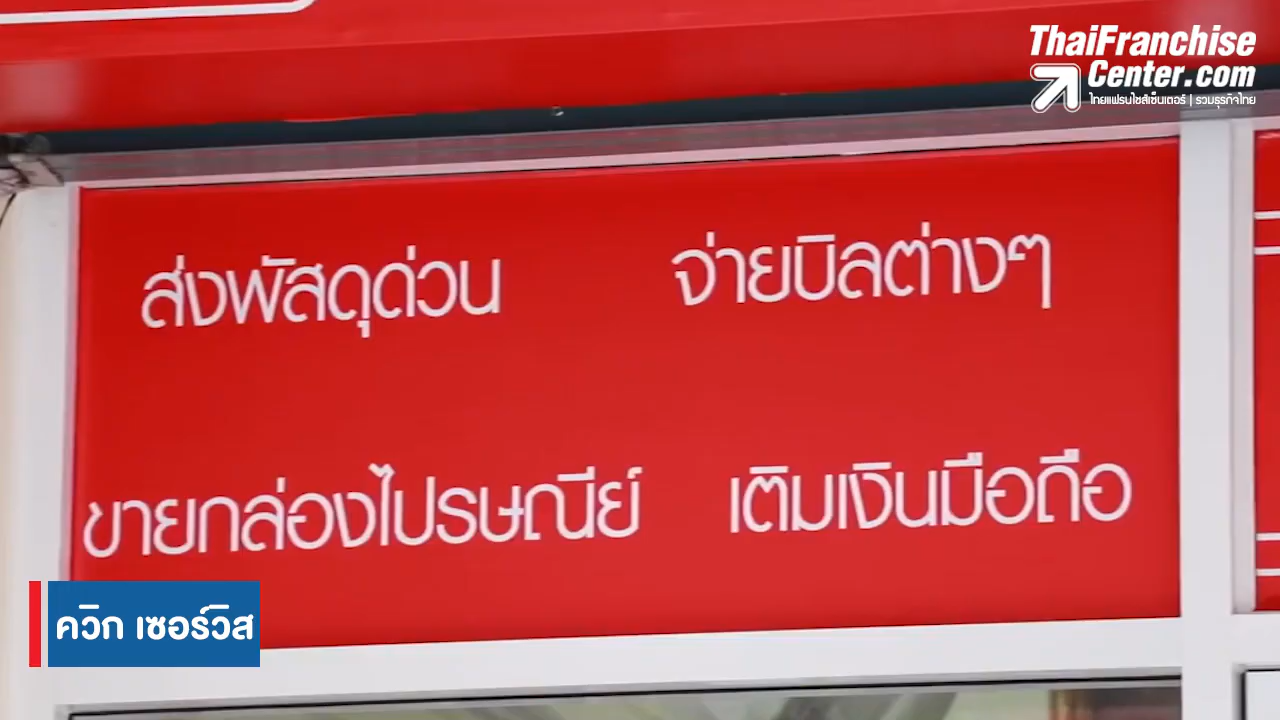 ThaiFranchise
Center.com
ไทยแฟรนไชส์เซ็นเตอร์ | รวมธุรกิจไทย
ส่งพัสดุด่วน จ่ายบิลต่างๆ
ขายกล่องไปรษณีย์ เติมเงินมือถือ
ควิก เซอร์วิส